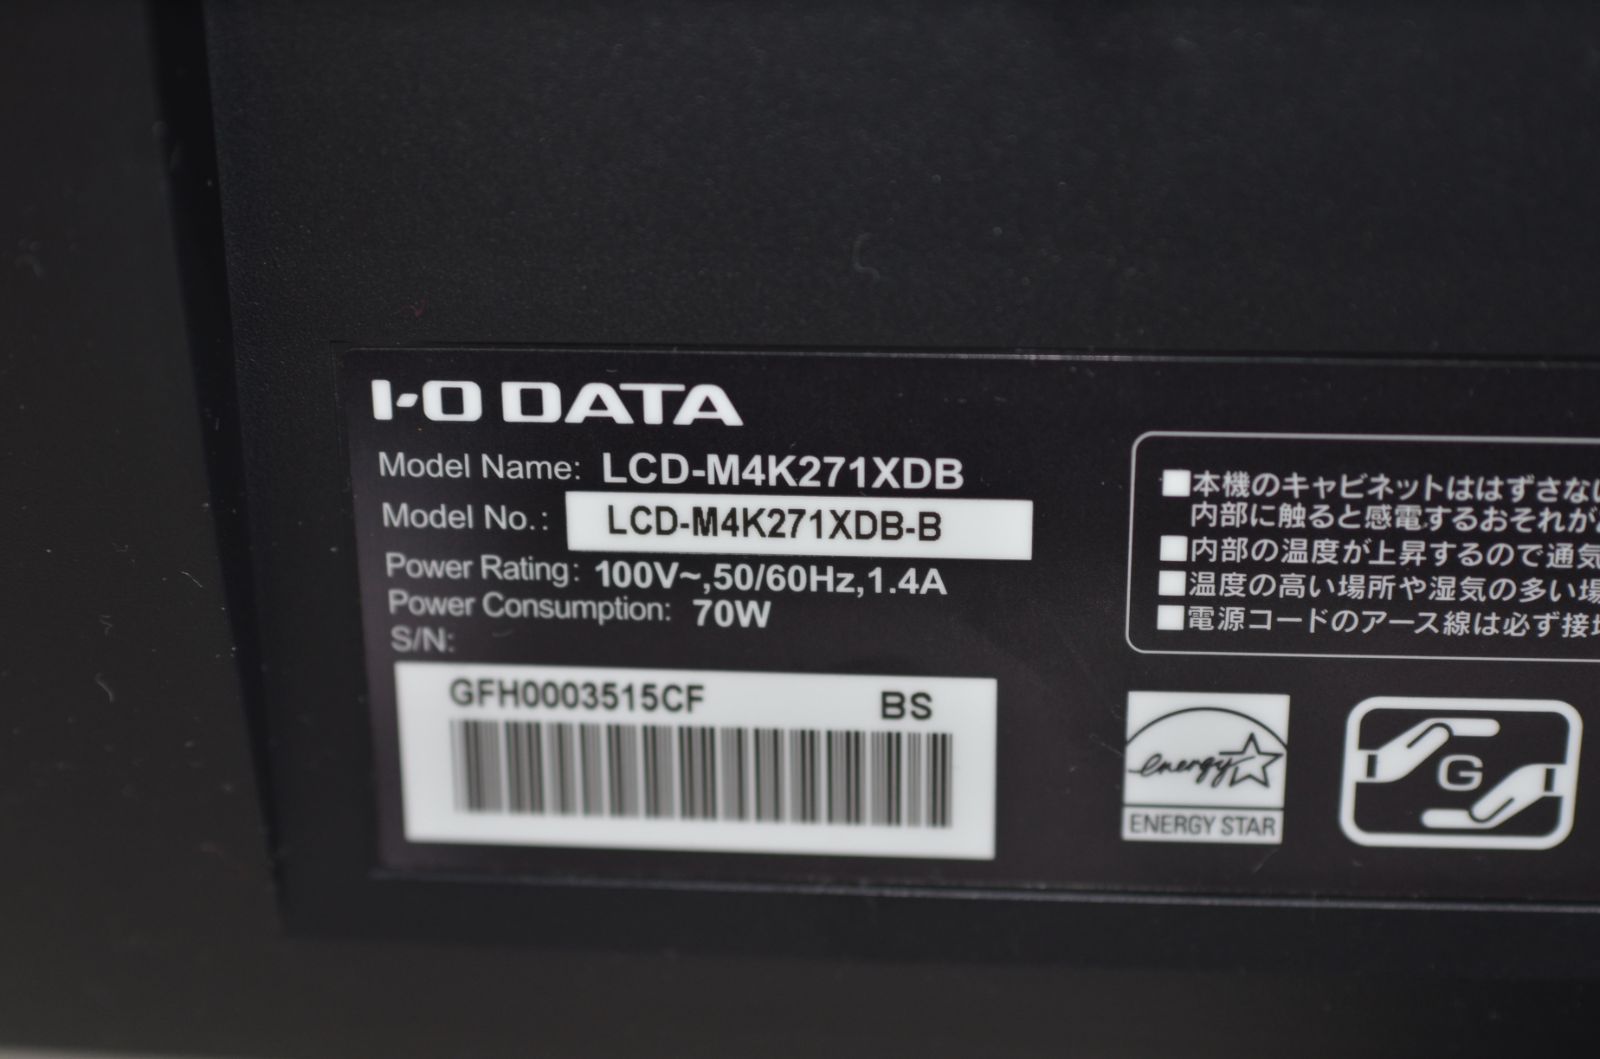 I-O DATA
Model Name: LCD-M4K271XDB
Model No.: LCD-M4K271XDB-B
Power Rating: 100V~,50/60Hz,1.4A
Power Consumption: 70W
S/N:
GFH0003515CF BS
■本機のキャビネットははずさな
内部に触ると感電するおそれが
■内部の温度が上昇するので通気
■温度の高い場所や湿気の多い場
■電源コードのアース線は必ず接
energy
ENERGY STAR
G